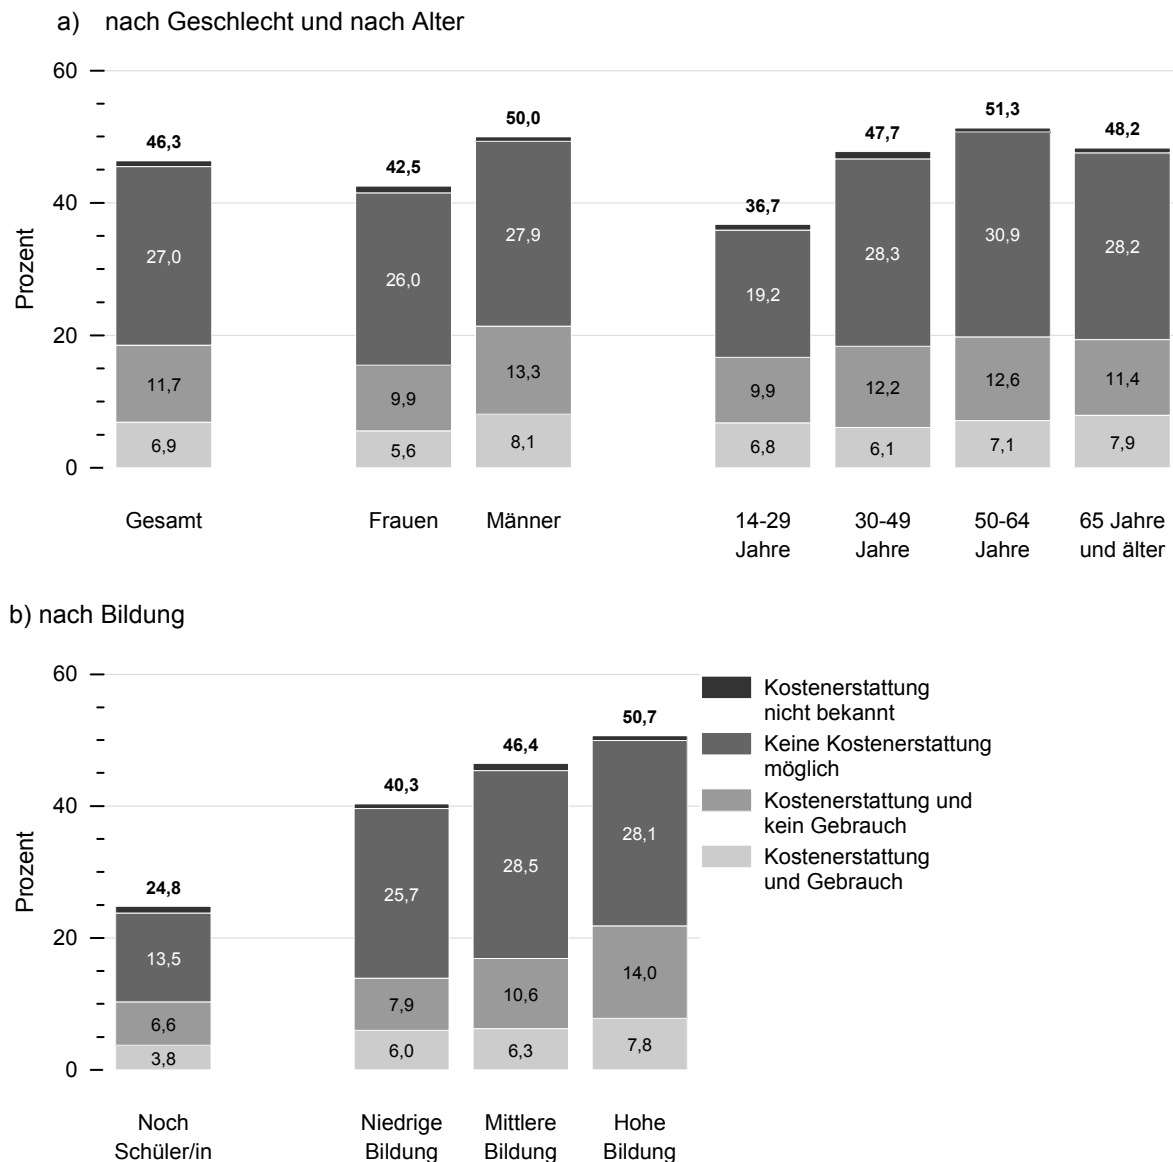 a) nach Geschlecht und nach Alter
60
40
20
0
Prozent
46,3
27,0
11,7
6,9
42,5
26,0
9,9
5,6
50,0
27,9
13,3
8,1
36,7
19,2
9,9
6,8
47,7
28,3
12,2
6,1
51,3
30,9
12,6
7,1
48,2
28,2
11,4
7,9
Gesamt
Frauen
Männer
14-29
Jahre
30-49
Jahre
50-64
Jahre
65 Jahre
und älter
b) nach Bildung
60
40
20
0
Prozent
24,8
13,5
6,6
3,8
40,3
25,7
7,9
6,0
46,4
28,5
10,6
6,3
50,7
28,1
14,0
7,8
Noch
Schüler/in
Niedrige
Bildung
Mittlere
Bildung
Hohe
Bildung
Kostenerstattung
nicht bekannt
Keine Kostenerstattung
möglich
Kostenerstattung und
kein Gebrauch
Kostenerstattung
und Gebrauch